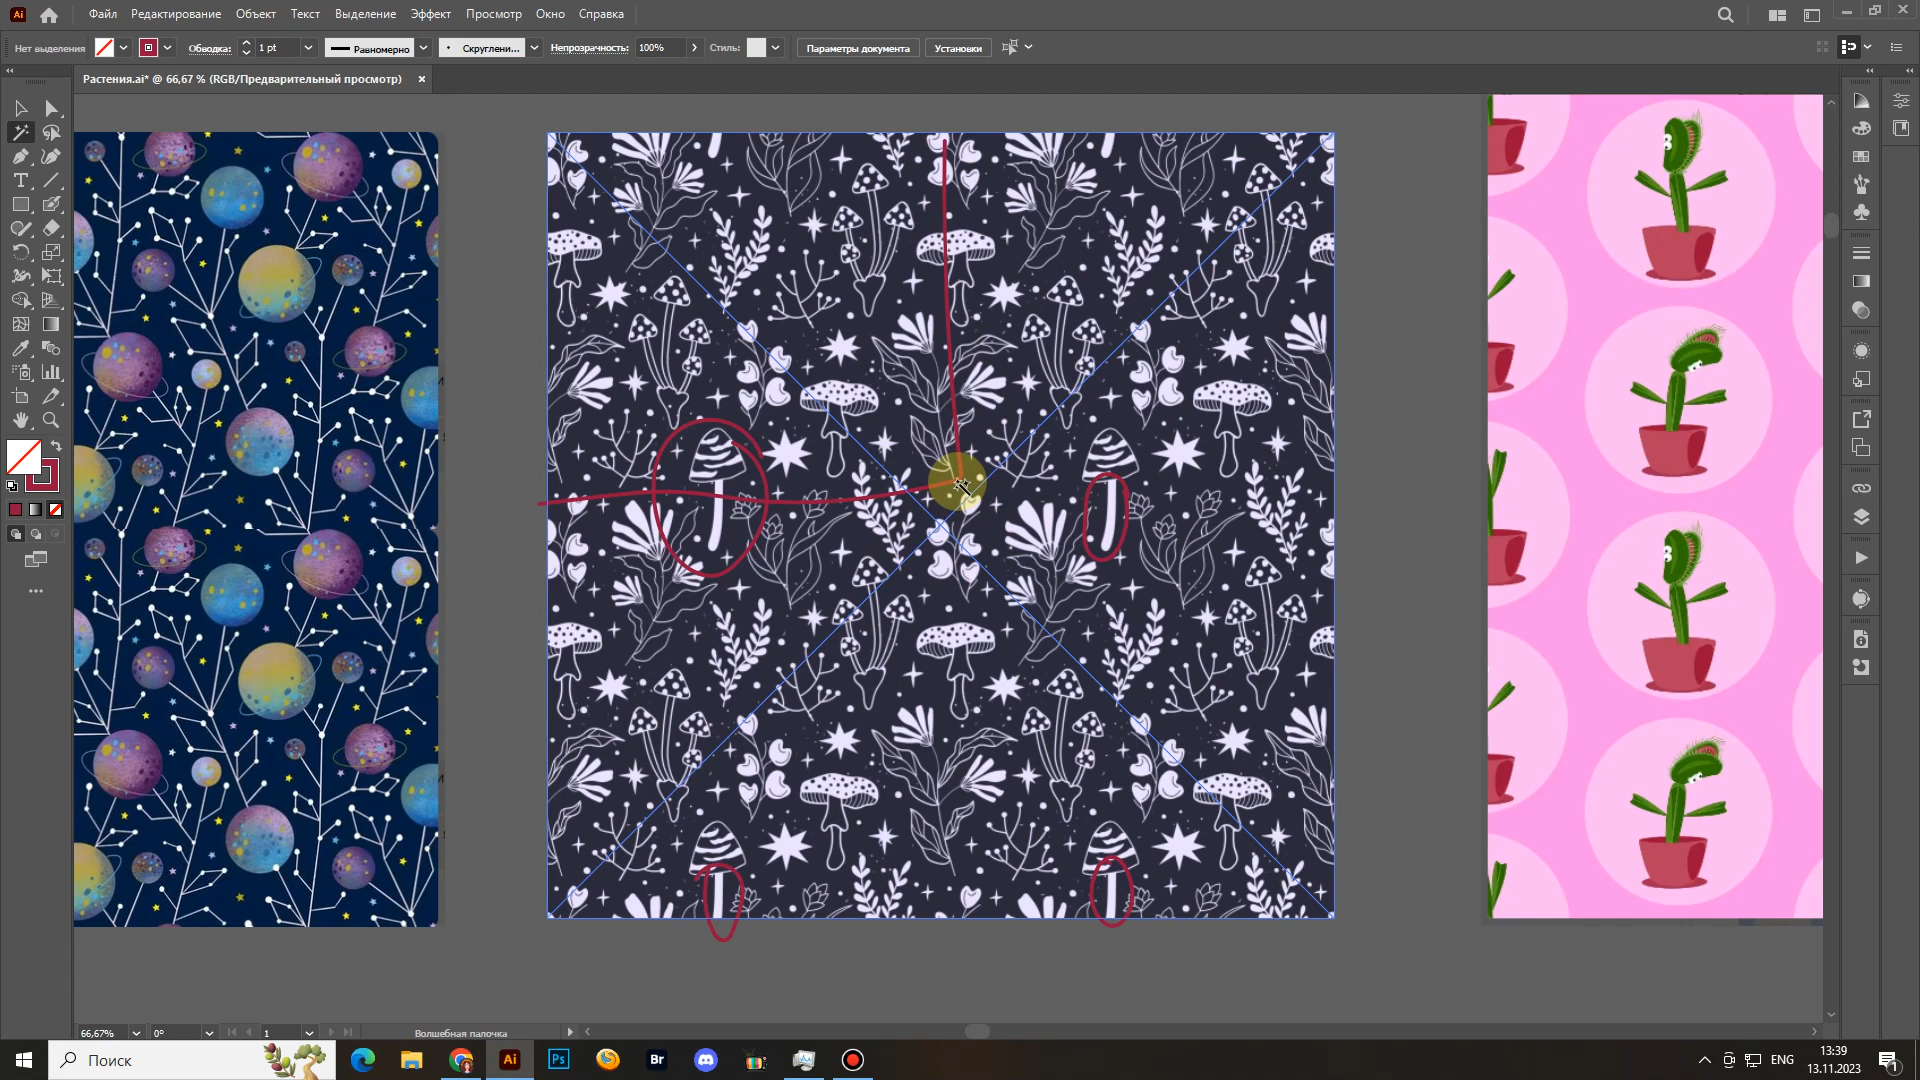 Ai
Файл Редактирование Объект Текст Выделение Эффект Просмотр Окно Справка
Нет выделения Обводка: 1 pt Равномерно Скруглени... Непрозрачность: 100% Стиль: Параметры документа Установки
Растения.ai* @ 66,67 % (RGB/Предварительный просмотр)
66,67% 0° 1 Волшебная палочка
Поиск Ai Ps Br ENG 13:39
13.11.2023 1